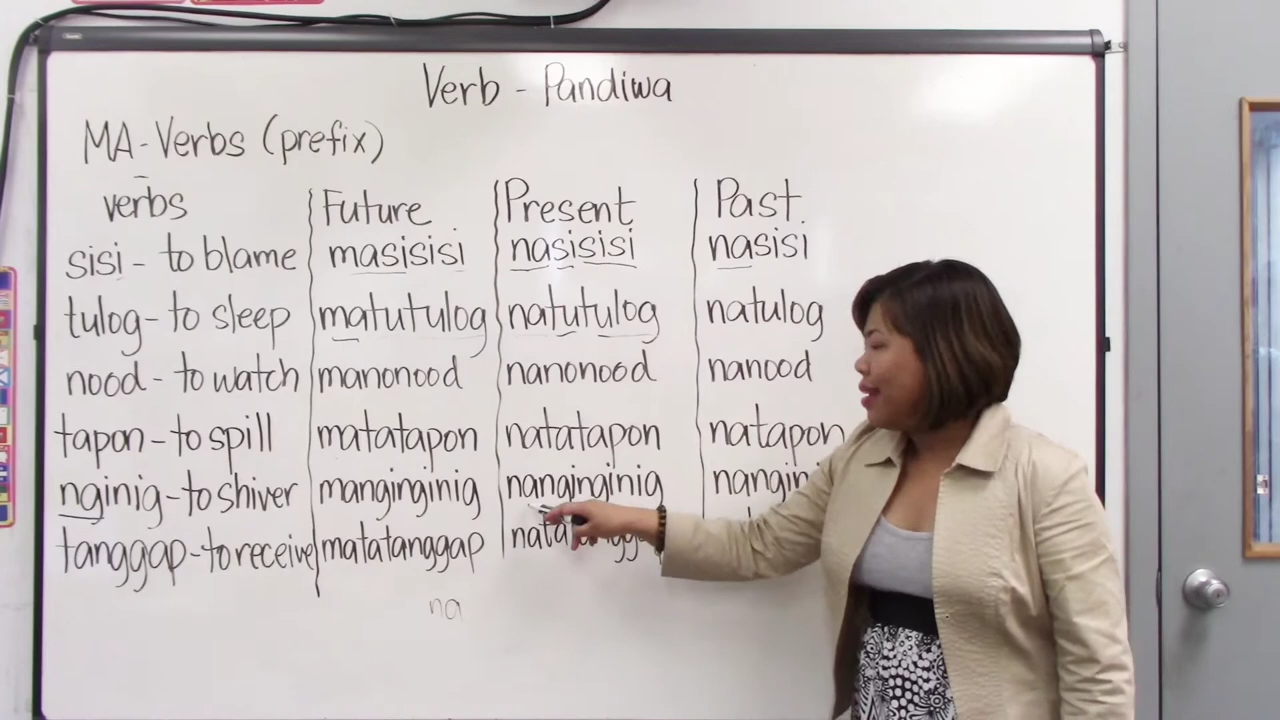 Verb - Pandiwa
MA-Verbs (prefix)
verbs Future Present Past.
sisi - to blame masisisi nasisisi nasisi
tulog - to sleep matutulog natutulog natulog
nood - to watch manonood nanonood nanood
tapon - to spill matatapon natatapon natapon
nginig - to shiver manginginig nanginginig
tanggap - to receive matatanggap
na